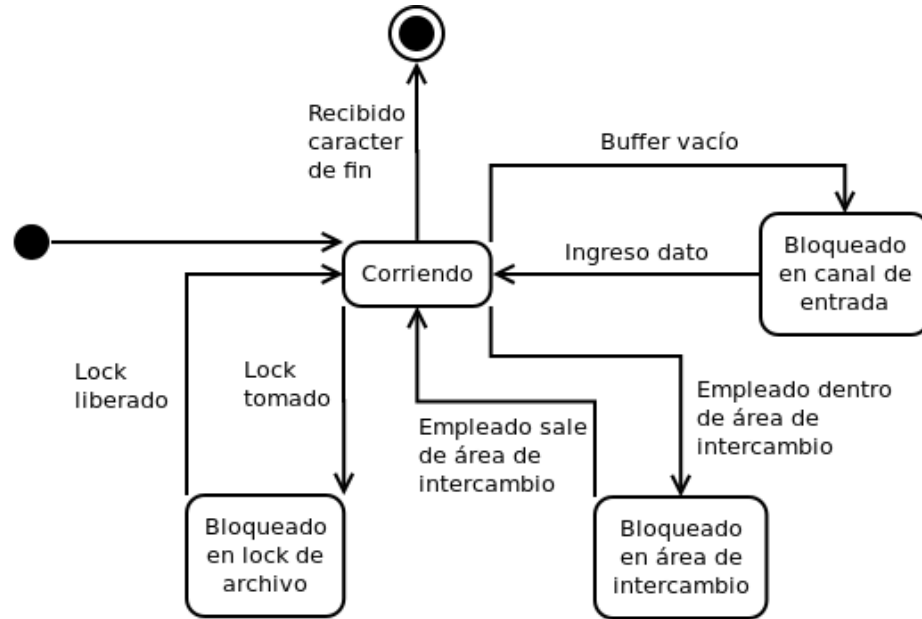 Recibido
caracter
de fin
Buffer vacío
Bloqueado
en canal de
entrada
Ingreso dato
Corriendo
Lock
liberado
Lock
tomado
Empleado sale
de área de
intercambio
Empleado dentro
de área de
intercambio
Bloqueado
en lock de
archivo
Bloqueado
en área de
intercambio